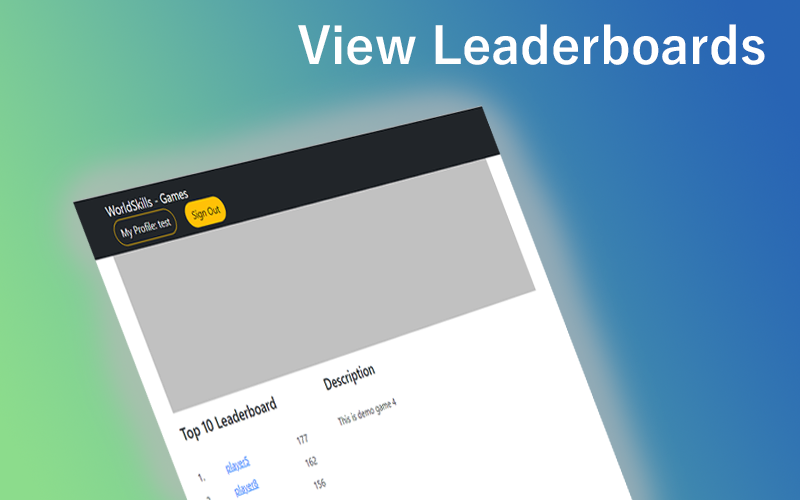 View Leaderboards
WorldSkills - Games
My Profile: test
Sign Out
Top 10 Leaderboard
Description
This is demo game 4
1. player5 177
player8 162
156